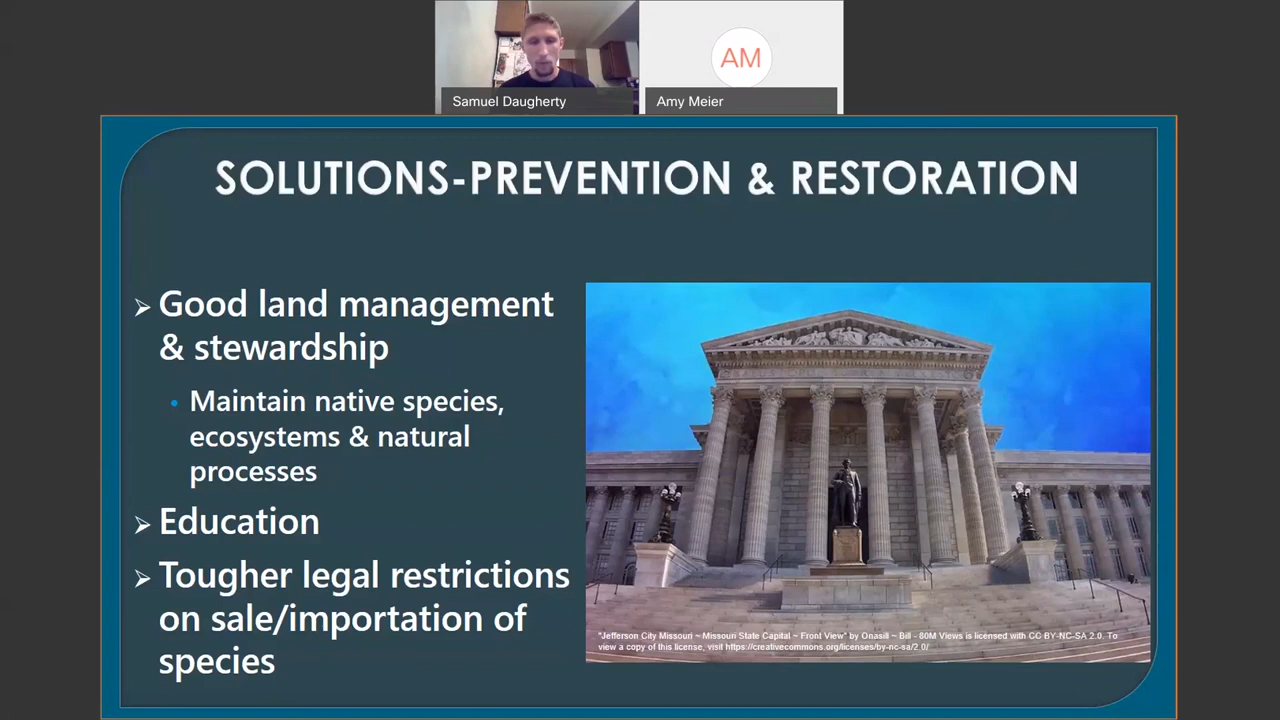 AM
Samuel Daugherty
Amy Meier
SOLUTIONS-PREVENTION & RESTORATION
Good land management
& stewardship
Maintain native species,
ecosystems & natural
processes
Education
Tougher legal restrictions
on sale/importation of
species
"Jefferson City Missouri ~ Missouri State Capital ~ Front View" by Onasill ~ Bill - 80M Views is licensed with CC BY-NC-SA 2.0. To
view a copy of this license, visit https://creativecommons.org/licenses/by-nc-sa/2.0/